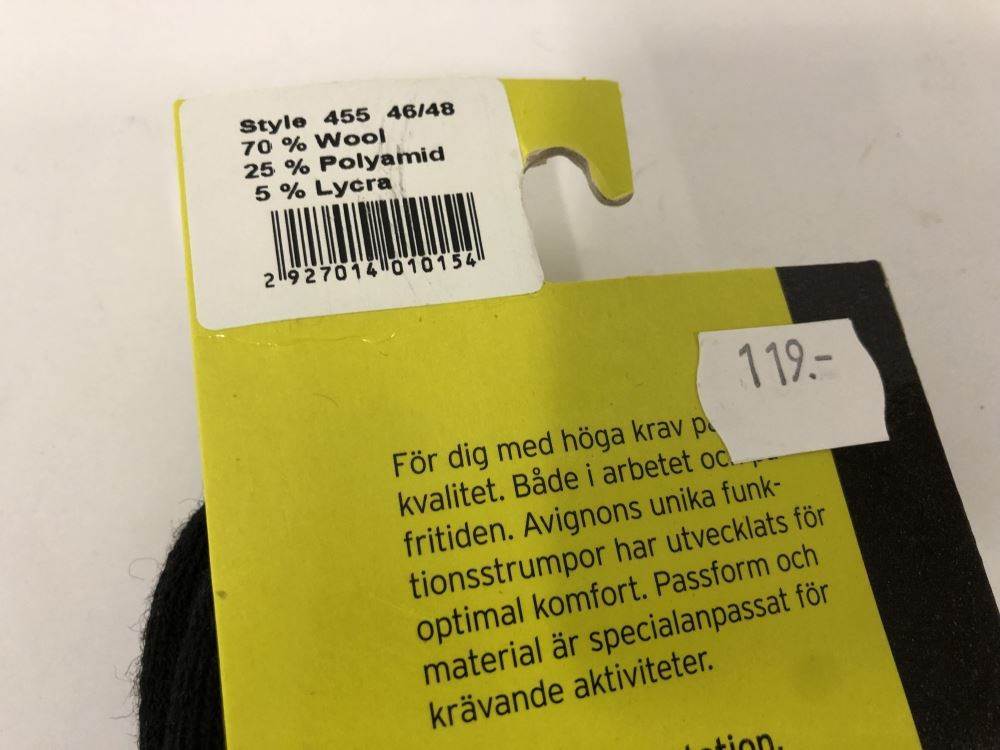 Style 455 46/48
70 % Wool
25 % Polyamid
5 % Lycra
2 927014 010154
119.-
För dig med höga krav
kvalitet. Både i arbetet
fritiden. Avignons unika funk-
tionsstrumpor har utvecklats för
optimal komfort. Passform och
material är specialanpassat för
krävande aktiviteter.